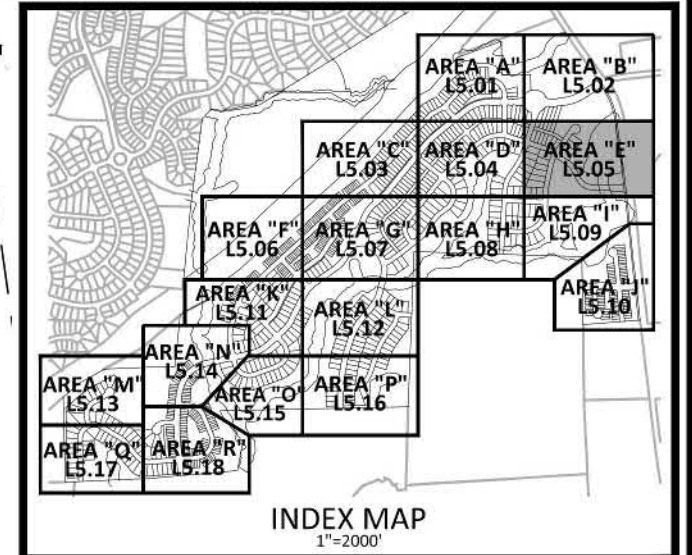 AREA "A"
L5.01
AREA "B"
L5.02
AREA "C"
L5.03
AREA "D"
L5.04
AREA "E"
L5.05
AREA "F"
L5.06
AREA "G"
L5.07
AREA "H"
L5.08
AREA "I"
L5.09
AREA "J"
L5.10
AREA "K"
L5.11
AREA "L"
L5.12
AREA "M"
L5.13
AREA "N"
L5.14
AREA "O"
L5.15
AREA "P"
L5.16
AREA "Q"
L5.17
AREA "R"
L5.18
INDEX MAP
1"=2000'